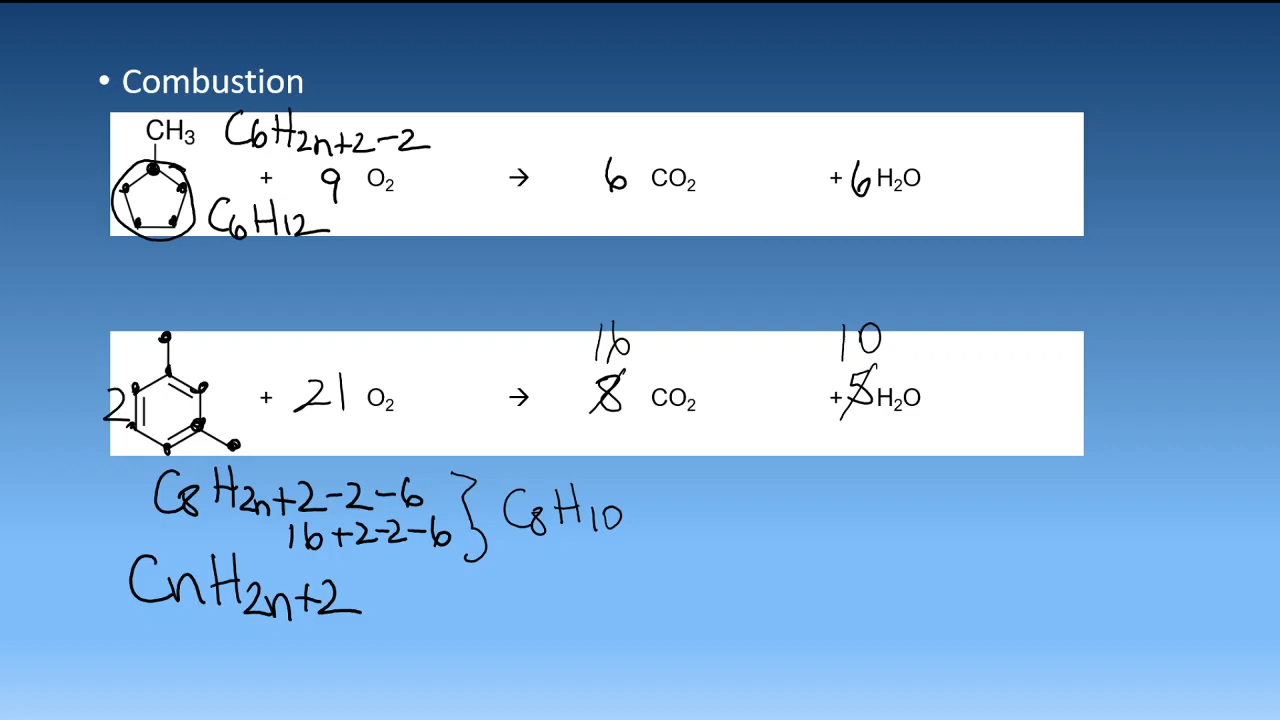 • Combustion
CH₃ C6H2n+2-2
+ 9 O₂ → 6 CO₂ + 6 H₂O
C6H12
16 10
2 + 21 O₂ → 8 CO₂ + 5 H₂O
C8H2n+2-2-6 } C8H10
16+2-2-6
CnH2n+2